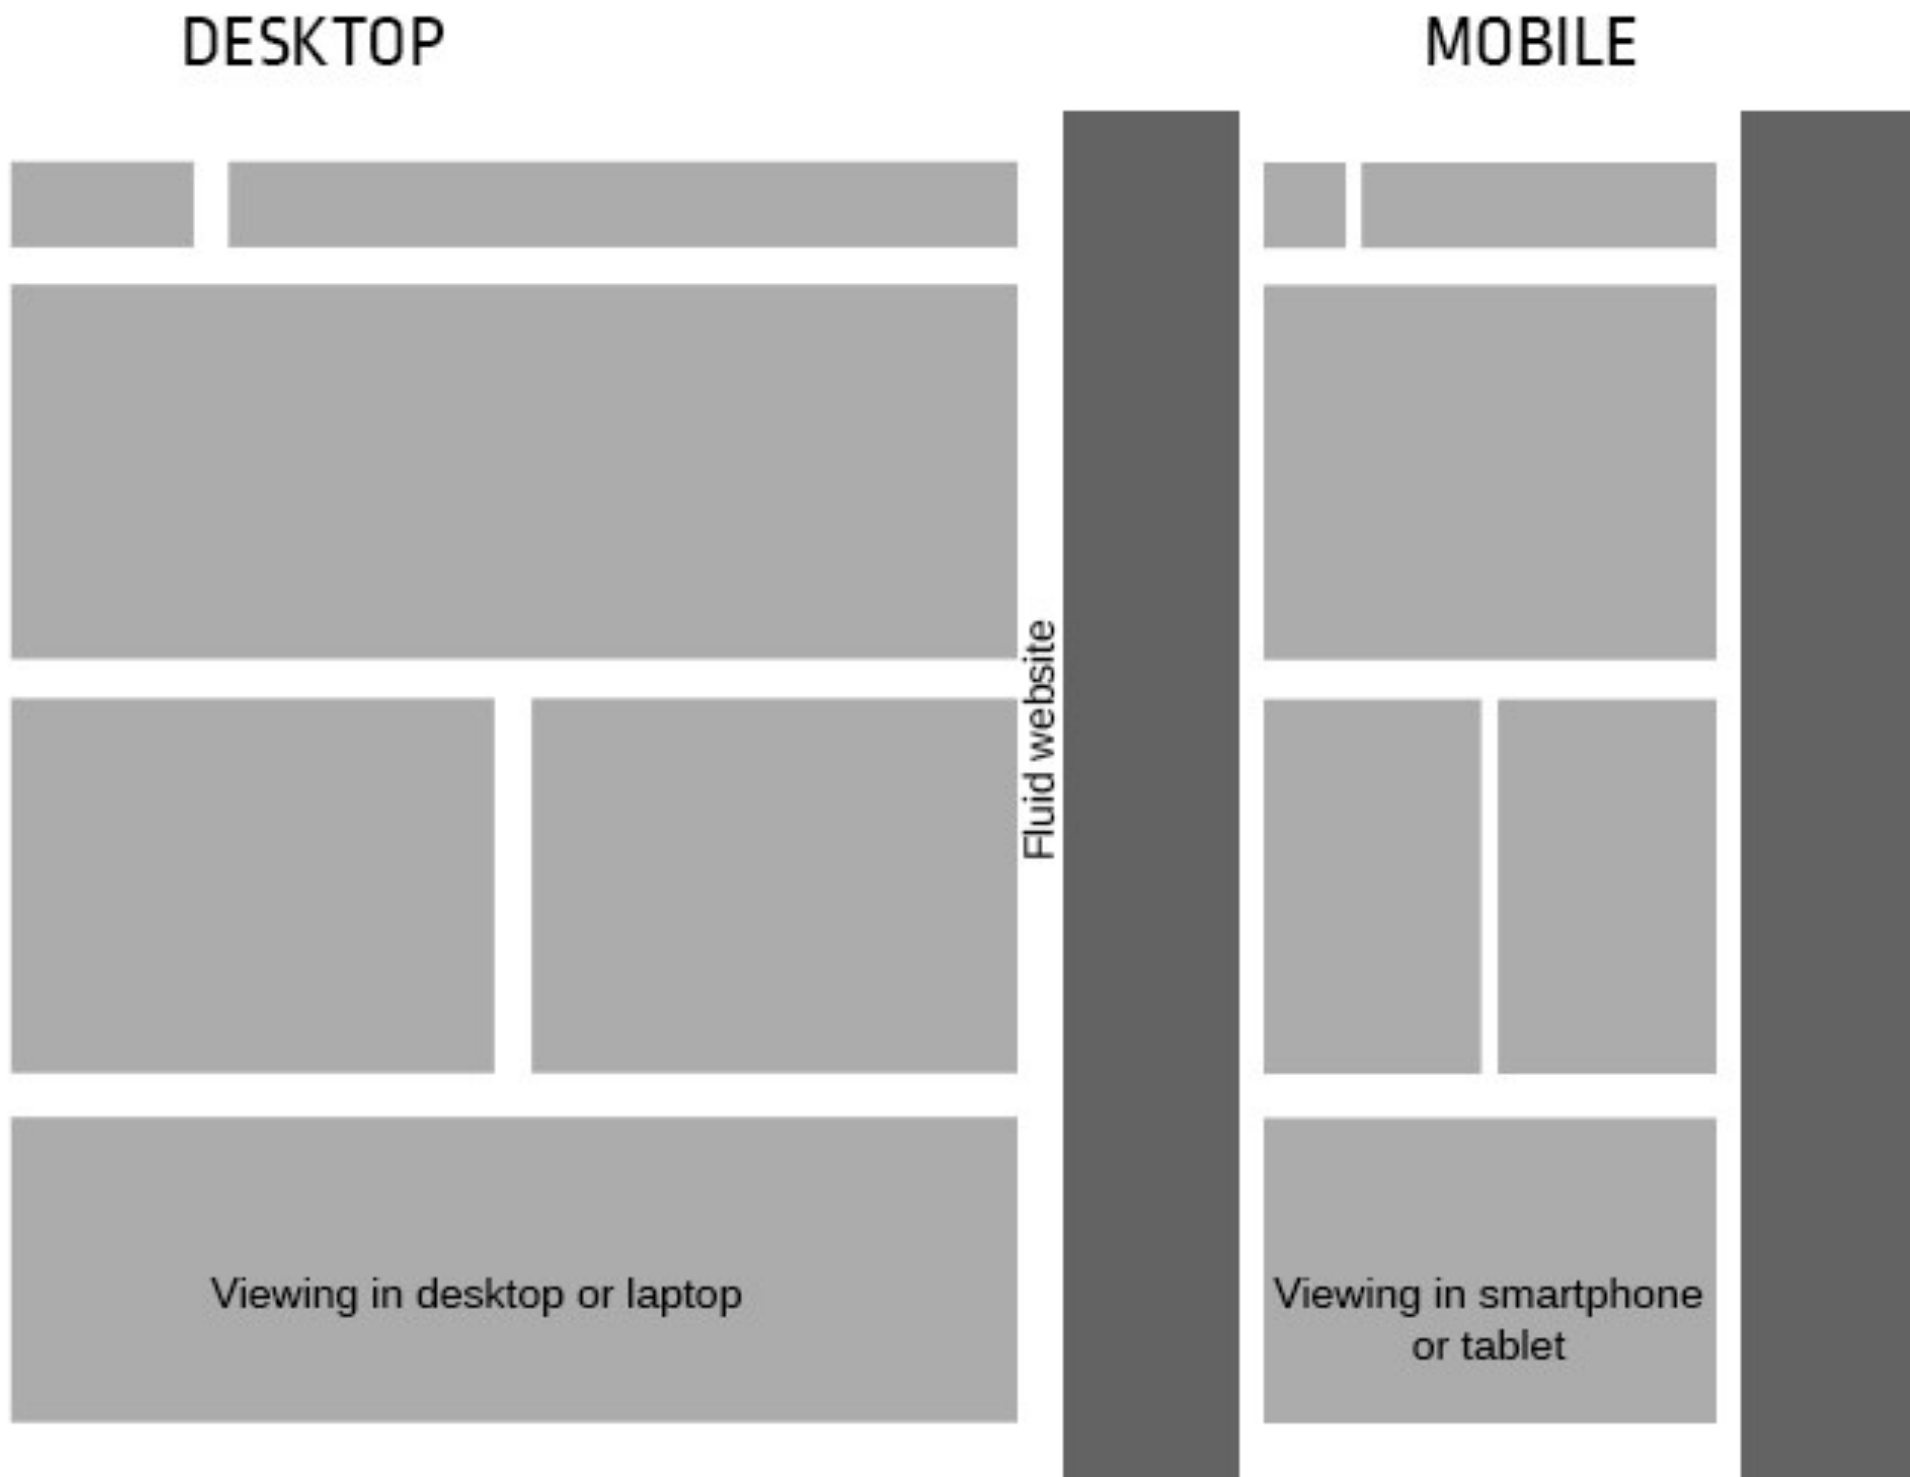 DESKTOP
MOBILE
Fluid website
Viewing in desktop or laptop
Viewing in smartphone
or tablet